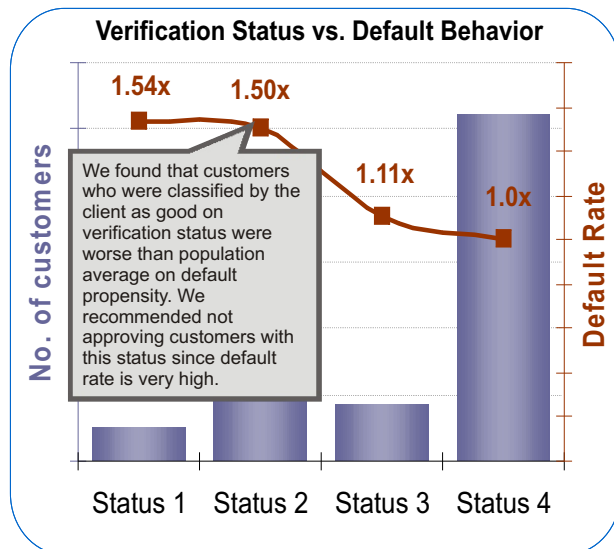 Verification Status vs. Default Behavior
1.54x
1.50x
1.11x
1.0x
We found that customers
who were classified by the
client as good on
verification status were
worse than population
average on default
propensity. We
recommended not
approving customers with
this status since default
rate is very high.
No. of customers
Default Rate
Status 1
Status 2
Status 3
Status 4